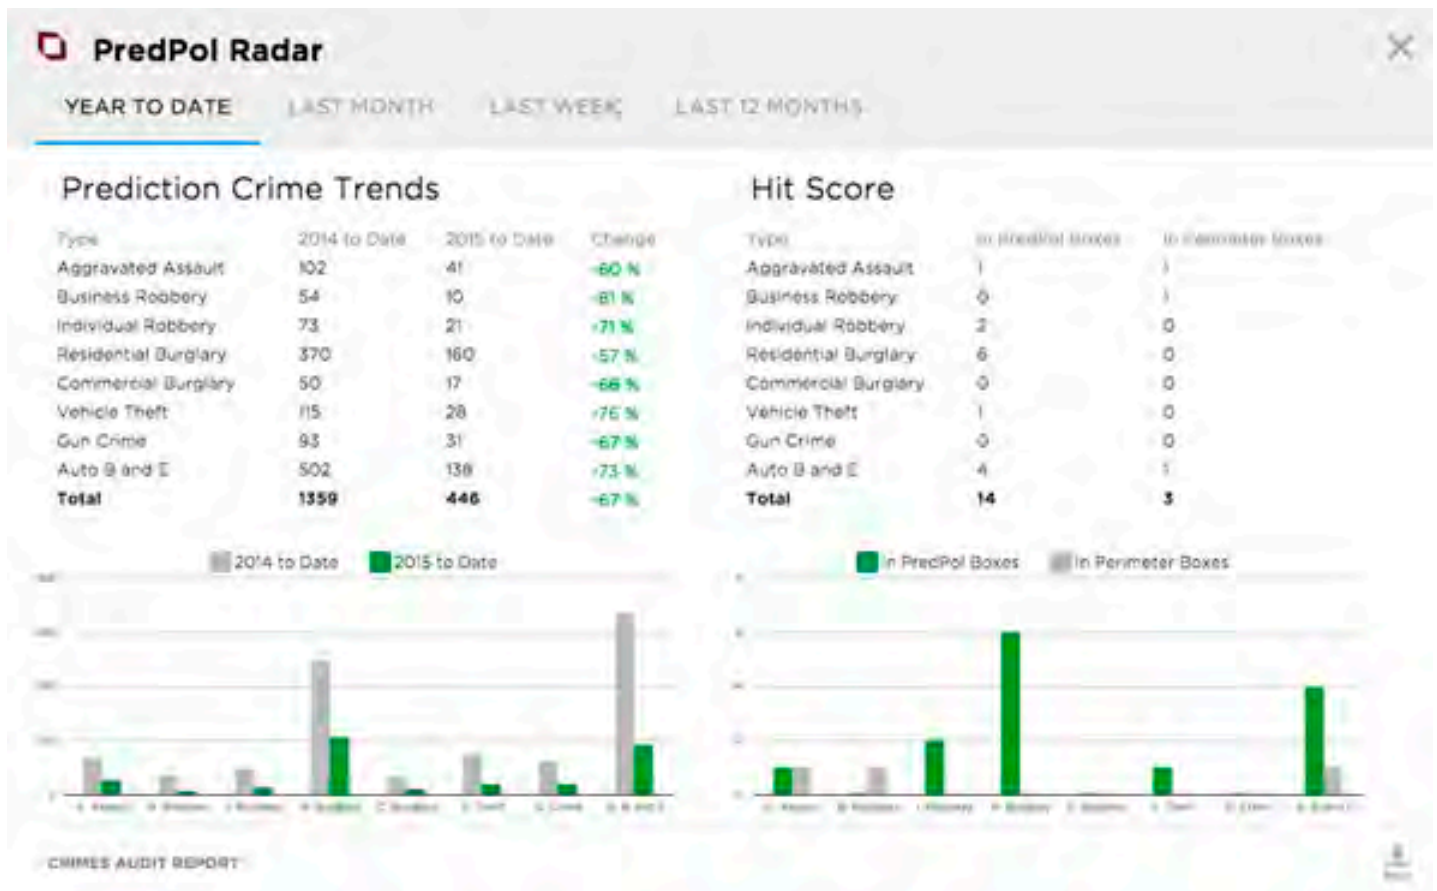 PredPol Radar
YEAR TO DATE LAST MONTH LAST WEEK LAST 12 MONTHS
Prediction Crime Trends
Type 2014 to Date 2015 to Date Change
Aggravated Assault 102 41 -60 %
Business Robbery 54 10 -81 %
Individual Robbery 73 21 -71 %
Residential Burglary 370 160 -57 %
Commercial Burglary 50 17 -66 %
Vehicle Theft 115 28 -76 %
Gun Crime 93 31 -67 %
Auto B and E 502 138 -73 %
Total 1359 446 -67 %
2014 to Date 2015 to Date
Hit Score
Type In PredPol Boxes In Perimeter Boxes
Aggravated Assault 1 1
Business Robbery 0 1
Individual Robbery 2 0
Residential Burglary 6 0
Commercial Burglary 0 0
Vehicle Theft 1 0
Gun Crime 0 0
Auto B and E 4 1
Total 14 3
In PredPol Boxes In Perimeter Boxes
CRIMES AUDIT REPORT